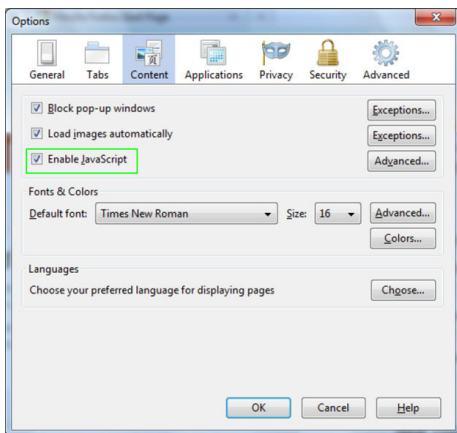 Options
General Tabs Content Applications Privacy Security Advanced
Block pop-up windows Exceptions...
Load images automatically Exceptions...
Enable JavaScript Advanced...
Fonts & Colors
Default font: Times New Roman Size: 16 Advanced...
Colors...
Languages
Choose your preferred language for displaying pages Choose...
OK Cancel Help